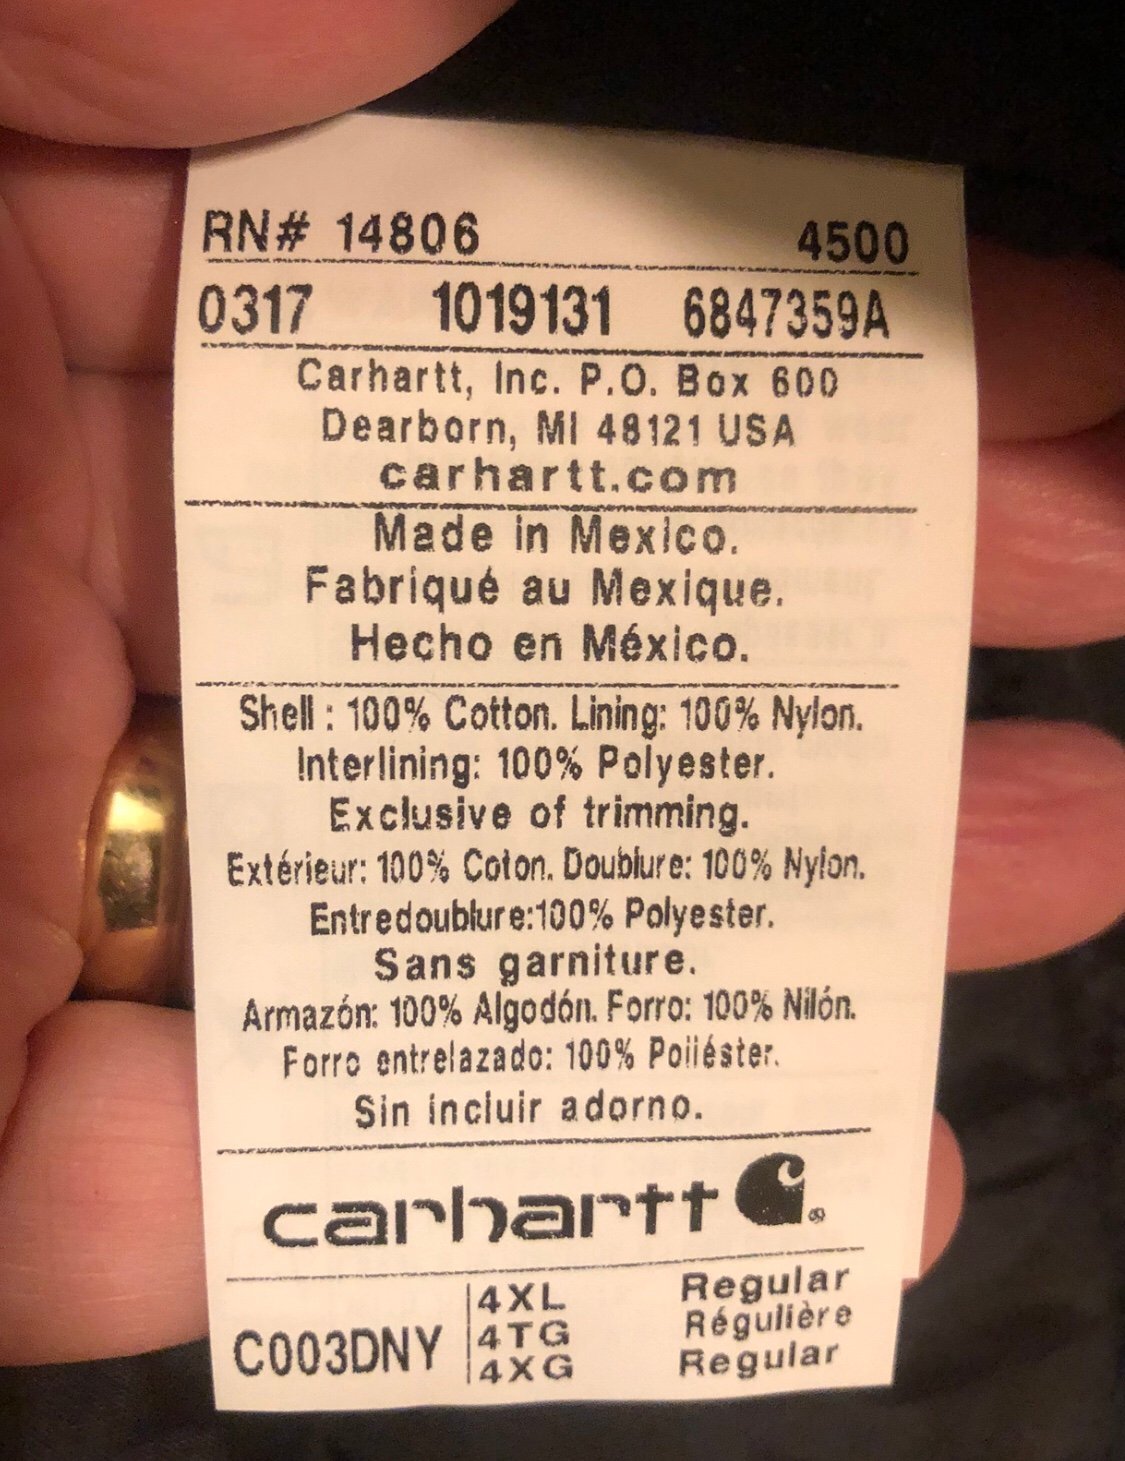 RN# 14806 4500
0317 1019131 6847359A
Carhartt, Inc. P.O. Box 600
Dearborn, MI 48121 USA
carhartt.com
Made in Mexico.
Fabriqué au Mexique.
Hecho en México.
Shell : 100% Cotton. Lining: 100% Nylon.
Interlining: 100% Polyester.
Exclusive of trimming.
Extérieur: 100% Coton. Doublure: 100% Nylon.
Entredoublure:100% Polyester.
Sans garniture.
Armazón: 100% Algodón. Forro: 100% Nilón.
Forro entrelazado: 100% Poliéster.
Sin incluir adorno.
carhartt ®
4XL Regular
4TG Régulière
C003DNY 4XG Regular